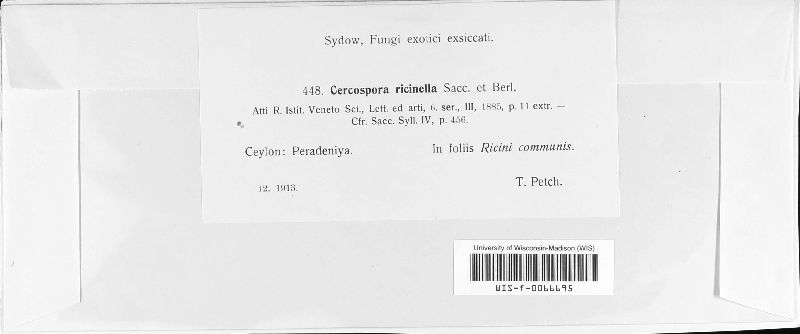 Sydow, Fungi exotici exsiccati.
448. Cercospora ricinella Sacc. et Berl.
Atti R. Istit. Veneto Sci., Lett. ed arti, 6. ser., III, 1885, p. 11 extr. —
Cfr. Sacc. Syll. IV, p. 456.
Ceylon: Peradeniya. In foliis Ricini communis.
12. 1913. T. Petch.
University of Wisconsin-Madison (WIS)
WIS-f-0066695